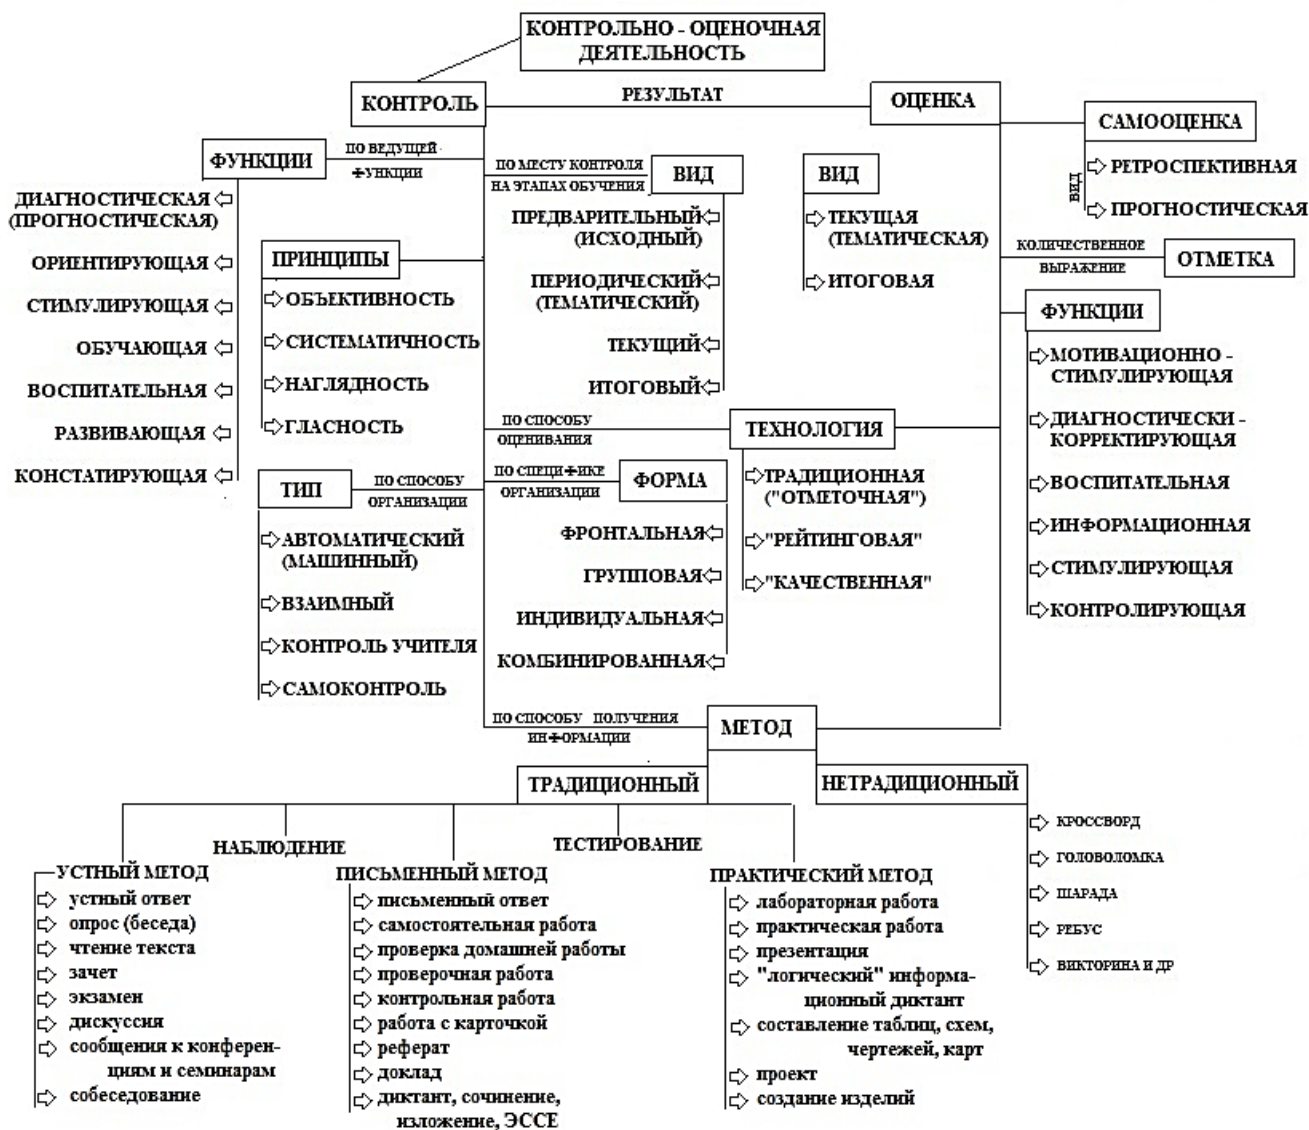 КОНТРОЛЬНО - ОЦЕНОЧНАЯ
ДЕЯТЕЛЬНОСТЬ
КОНТРОЛЬ
РЕЗУЛЬТАТ
ОЦЕНКА
САМООЦЕНКА
ВИД
РЕТРОСПЕКТИВНАЯ
ПРОГНОСТИЧЕСКАЯ
КОЛИЧЕСТВЕННОЕ
ВЫРАЖЕНИЕ
ОТМЕТКА
ФУНКЦИИ
ПО ВЕДУЩЕЙ
ФУНКЦИИ
ДИАГНОСТИЧЕСКАЯ
(ПРОГНОСТИЧЕСКАЯ)
ОРИЕНТИРУЮЩАЯ
СТИМУЛИРУЮЩАЯ
ОБУЧАЮЩАЯ
ВОСПИТАТЕЛЬНАЯ
РАЗВИВАЮЩАЯ
КОНСТАТИРУЮЩАЯ
ПРИНЦИПЫ
ОБЪЕКТИВНОСТЬ
СИСТЕМАТИЧНОСТЬ
НАГЛЯДНОСТЬ
ГЛАСНОСТЬ
ПО МЕСТУ КОНТРОЛЯ
НА ЭТАПАХ ОБУЧЕНИЯ
ВИД
ПРЕДВАРИТЕЛЬНЫЙ
(ИСХОДНЫЙ)
ПЕРИОДИЧЕСКИЙ
(ТЕМАТИЧЕСКИЙ)
ТЕКУЩИЙ
ИТОГОВЫЙ
ВИД
ТЕКУЩАЯ
(ТЕМАТИЧЕСКАЯ)
ИТОГОВАЯ
ФУНКЦИИ
МОТИВАЦИОННО -
СТИМУЛИРУЮЩАЯ
ДИАГНОСТИЧЕСКИ -
КОРРЕКТИРУЮЩАЯ
ВОСПИТАТЕЛЬНАЯ
ИНФОРМАЦИОННАЯ
СТИМУЛИРУЮЩАЯ
КОНТРОЛИРУЮЩАЯ
ПО СПОСОБУ
ОЦЕНИВАНИЯ
ТЕХНОЛОГИЯ
ТРАДИЦИОННАЯ
("ОТМЕТОЧНАЯ")
"РЕЙТИНГОВАЯ"
"КАЧЕСТВЕННАЯ"
ТИП
ПО СПОСОБУ
ОРГАНИЗАЦИИ
АВТОМАТИЧЕСКИЙ
(МАШИННЫЙ)
ВЗАИМНЫЙ
КОНТРОЛЬ УЧИТЕЛЯ
САМОКОНТРОЛЬ
ПО СПЕЦИФИКЕ
ОРГАНИЗАЦИИ
ФОРМА
ФРОНТАЛЬНАЯ
ГРУППОВАЯ
ИНДИВИДУАЛЬНАЯ
КОМБИНИРОВАННАЯ
ПО СПОСОБУ ПОЛУЧЕНИЯ
ИНФОРМАЦИИ
МЕТОД
ТРАДИЦИОННЫЙ
НЕТРАДИЦИОННЫЙ
НАБЛЮДЕНИЕ
ТЕСТИРОВАНИЕ
УСТНЫЙ МЕТОД
устный ответ
опрос (беседа)
чтение текста
зачет
экзамен
дискуссия
сообщения к конферен-
циям и семинарам
собеседование
ПИСЬМЕННЫЙ МЕТОД
письменный ответ
самостоятельная работа
проверка домашней работы
проверочная работа
контрольная работа
работа с карточкой
реферат
доклад
диктант, сочинение,
изложение, ЭССЕ
ПРАКТИЧЕСКИЙ МЕТОД
лабораторная работа
практическая работа
презентация
"логический" информа-
ционный диктант
составление таблиц, схем,
чертежей, карт
проект
создание изделий
КРОССВОРД
ГОЛОВОЛОМКА
ШАРАДА
РЕБУС
ВИКТОРИНА И ДР